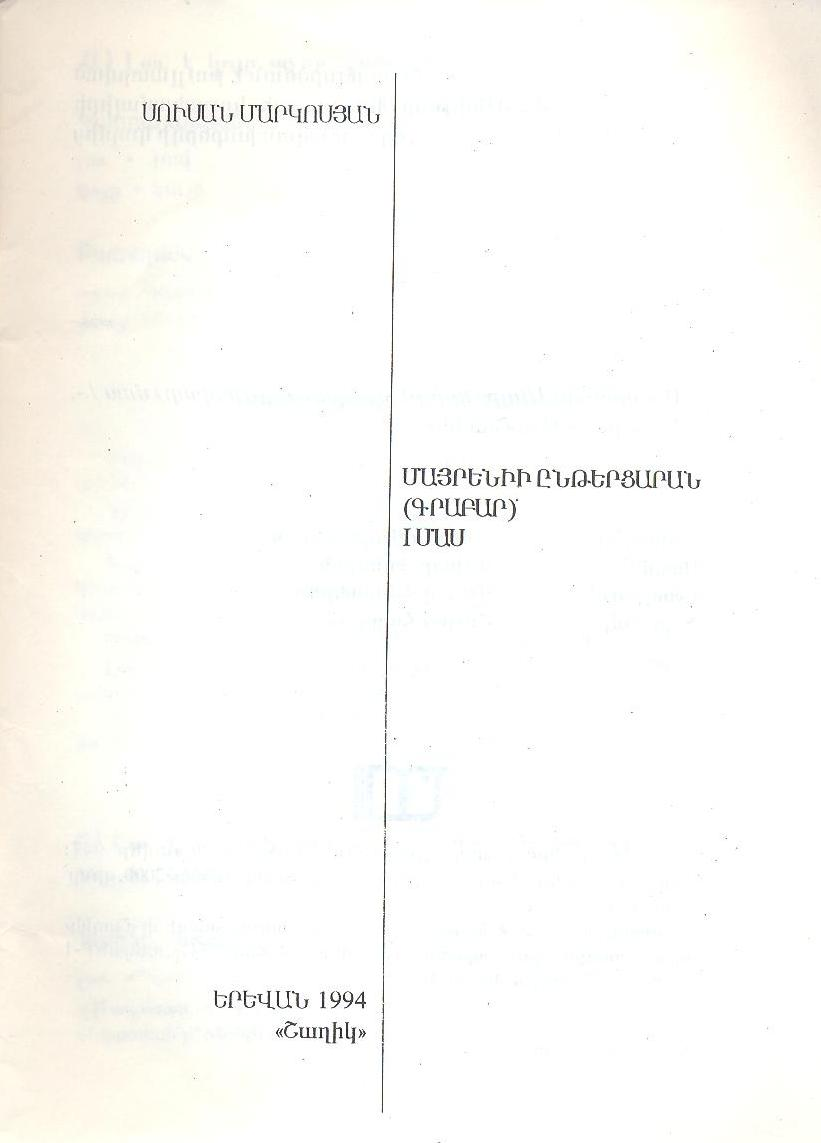 ՍՈՒՍԱՆ ՄԱՐԿՈՍՅԱՆ
ՄԱՅՐԵՆԻԻ ԸՆԹԵՐՑԱՐԱՆ
(ԳՐԱԲԱՐ)
I ՄԱՍ
ԵՐԵՎԱՆ 1994
«Շաղիկ»